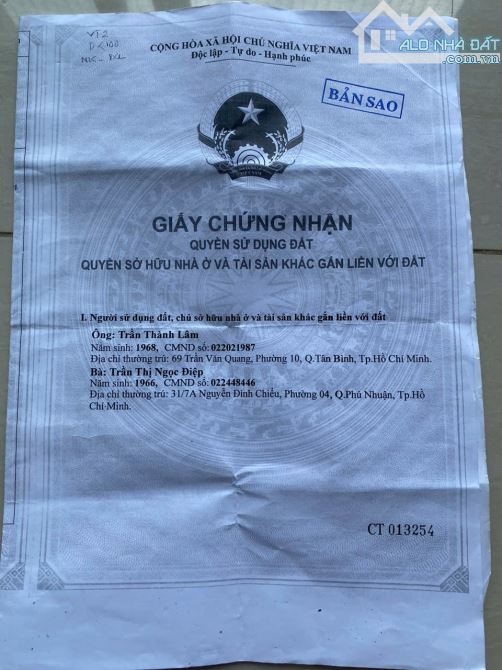 VT2
ALO NHÀ ĐẤT
.com.vn
CỘNG HÒA XÃ HỘI CHỦ NGHĨA VIỆT NAM
Độc lập - Tự do - Hạnh phúc
BẢN SAO
VIỆT NAM
GIẤY CHỨNG NHẬN
QUYỀN SỬ DỤNG ĐẤT
QUYỀN SỞ HỮU NHÀ Ở VÀ TÀI SẢN KHÁC GẮN LIỀN VỚI ĐẤT
I. Người sử dụng đất, chủ sở hữu nhà ở và tài sản khác gắn liền với đất
Ông: Trần Thành Lâm
Năm sinh: 1968, CMND số: 022021987
Địa chỉ thường trú: 69 Trần Văn Quang, Phường 10, Q.Tân Bình, Tp.Hồ Chí Minh.
Bà: Trần Thị Ngọc Điệp
Năm sinh: 1966, CMND số: 022448446
Địa chỉ thường trú: 31/7A Nguyễn Đình Chiểu, Phường 04, Q.Phú Nhuận, Tp.Hồ
Chí Minh.
CT 013254